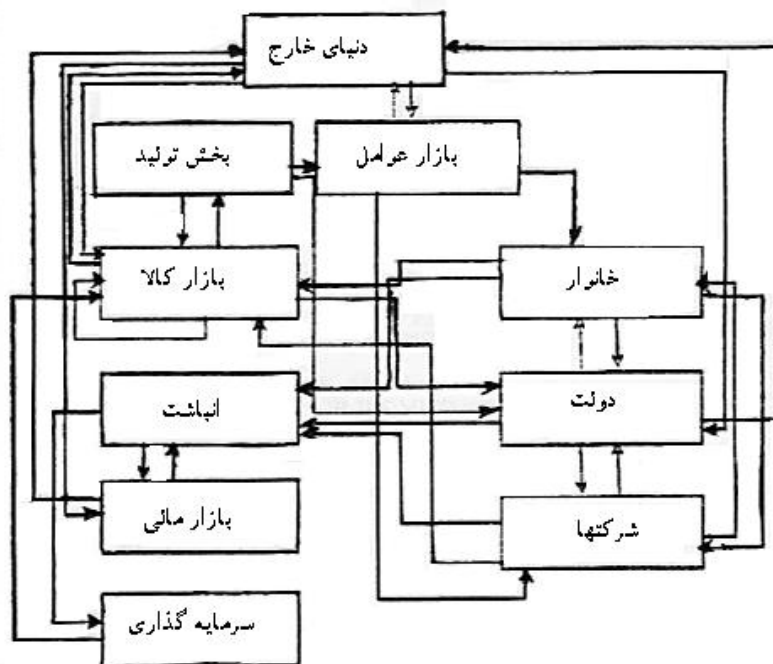 دنیای خارج
بازار عوامل
بخش تولید
خانوار
بازار کالا
دولت
انباشت
شرکتها
بازار مالی
سرمایه گذاری